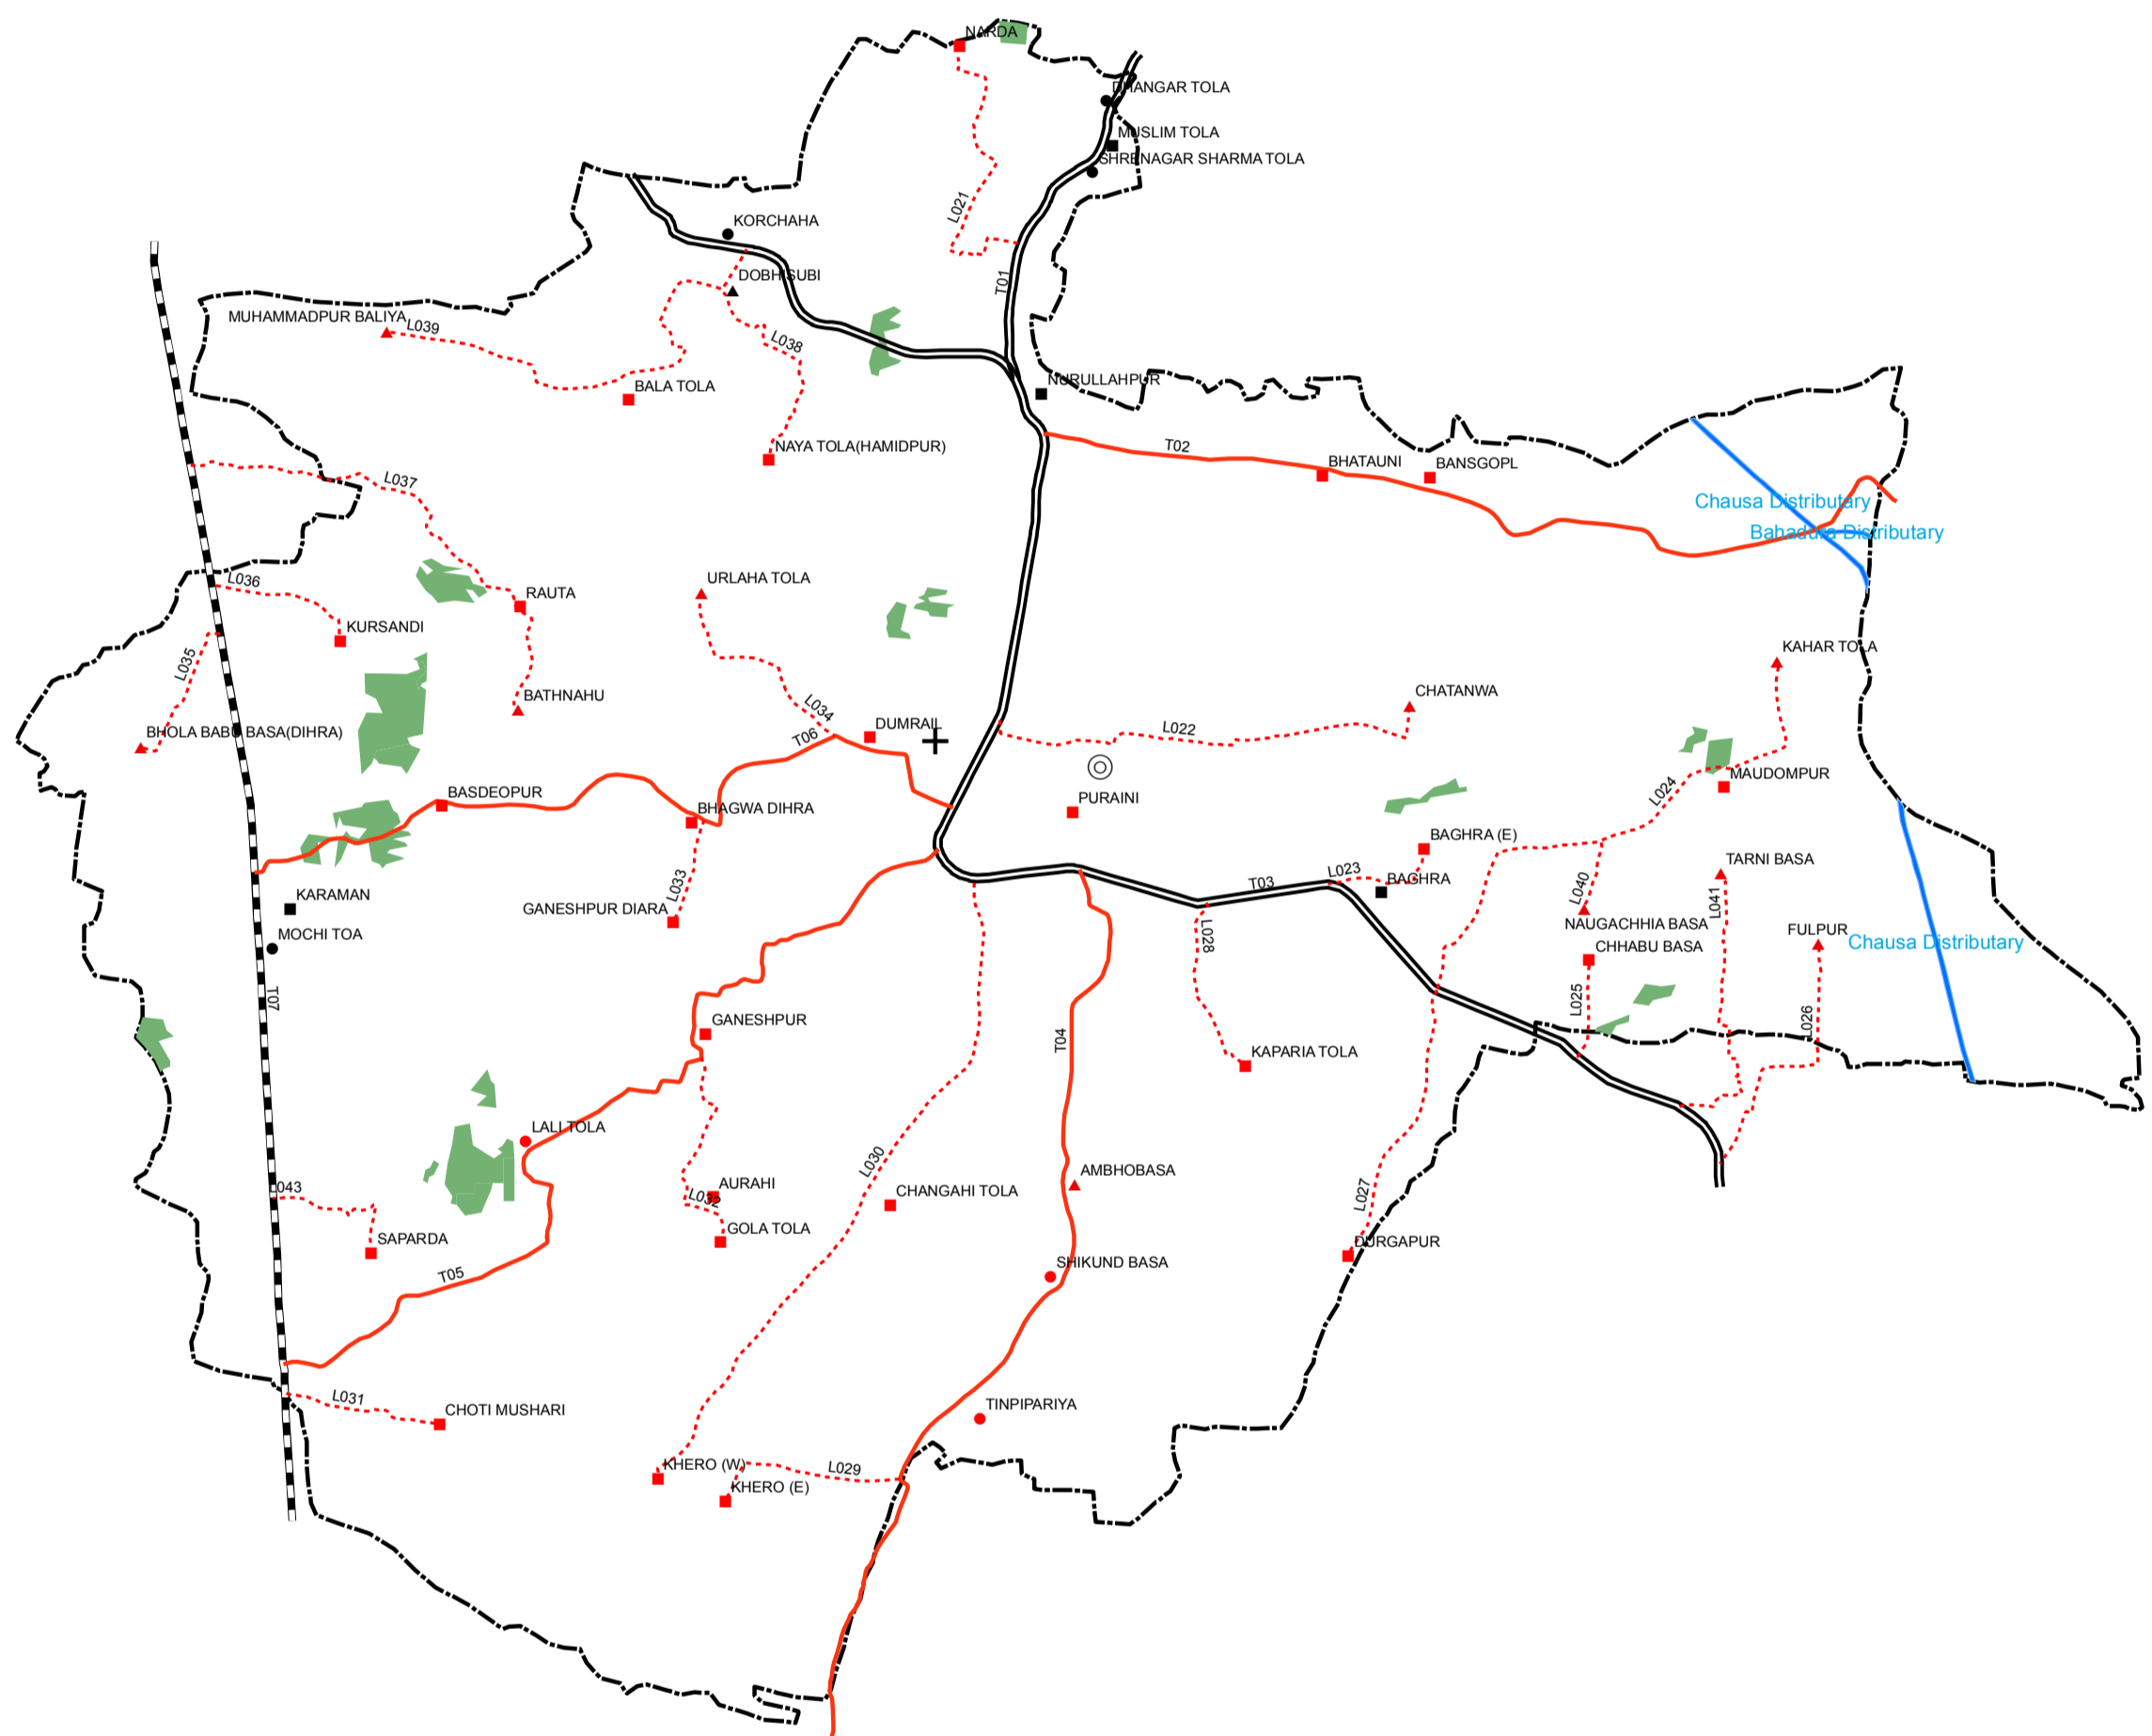 NARDA
DHANGAR TOLA
MUSLIM TOLA
SHRENAGAR SHARMA TOLA
L021
KORCHAHA
DOBHISUBI
T01
MUHAMMADPUR BALIYA
L039
L038
BALA TOLA
NURULLAHPUR
NAYA TOLA(HAMIDPUR)
T02
BHATAUNI
BANSGOPL
L037
Chausa Distributary
Bahadura Distributary
L036
RAUTA
URLAHA TOLA
KURSANDI
L035
KAHAR TOLA
BATHNAHU
CHATANWA
L034
BHOLA BABU BASA(DIHRA)
DUMRAIL
L022
T06
MAUDOMPUR
BASDEOPUR
PURAINI
L024
BHAGWA DIHRA
BAGHRA (E)
TARNI BASA
L023
BAGHRA
T03
L033
L040
L041
KARAMAN
GANESHPUR DIARA
NAUGACHHIA BASA
FULPUR
MOCHI TOA
L028
CHHABU BASA
Chausa Distributary
T07
L025
GANESHPUR
L026
T04
KAPARIA TOLA
LALI TOLA
L030
AMBHOBASA
L043
AURAHI
CHANGAHI TOLA
L032
L027
GOLA TOLA
SAPARDA
DURGAPUR
SHIKUND BASA
T05
L031
CHOTI MUSHARI
TINPIPARIYA
KHERO (W)
L029
KHERO (E)